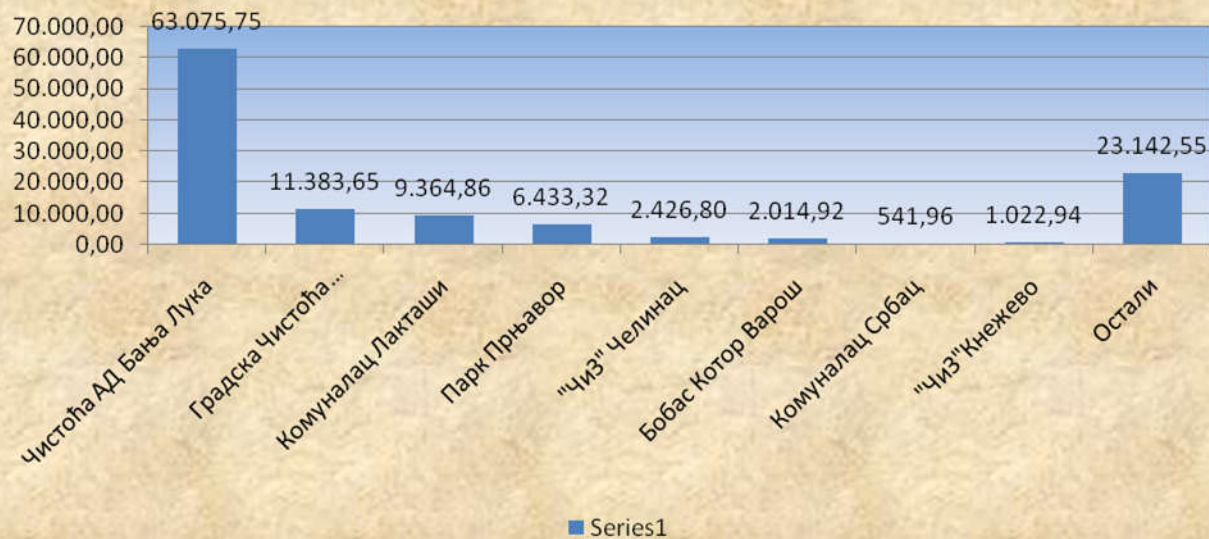 70.000,00
60.000,00
50.000,00
40.000,00
30.000,00
20.000,00
10.000,00
0,00
63.075,75
11.383,65
9.364,86
6.433,32
2.426,80
2.014,92
541,96
1.022,94
23.142,55
Чистоћа АД Бања Лука
Градска Чистоћа...
Комуналац Лакташи
Парк Прњавор
"ЧиЗ" Челинац
Бобас Котор Варош
Комуналац Србац
"ЧиЗ"Кнежево
Остали
Series1